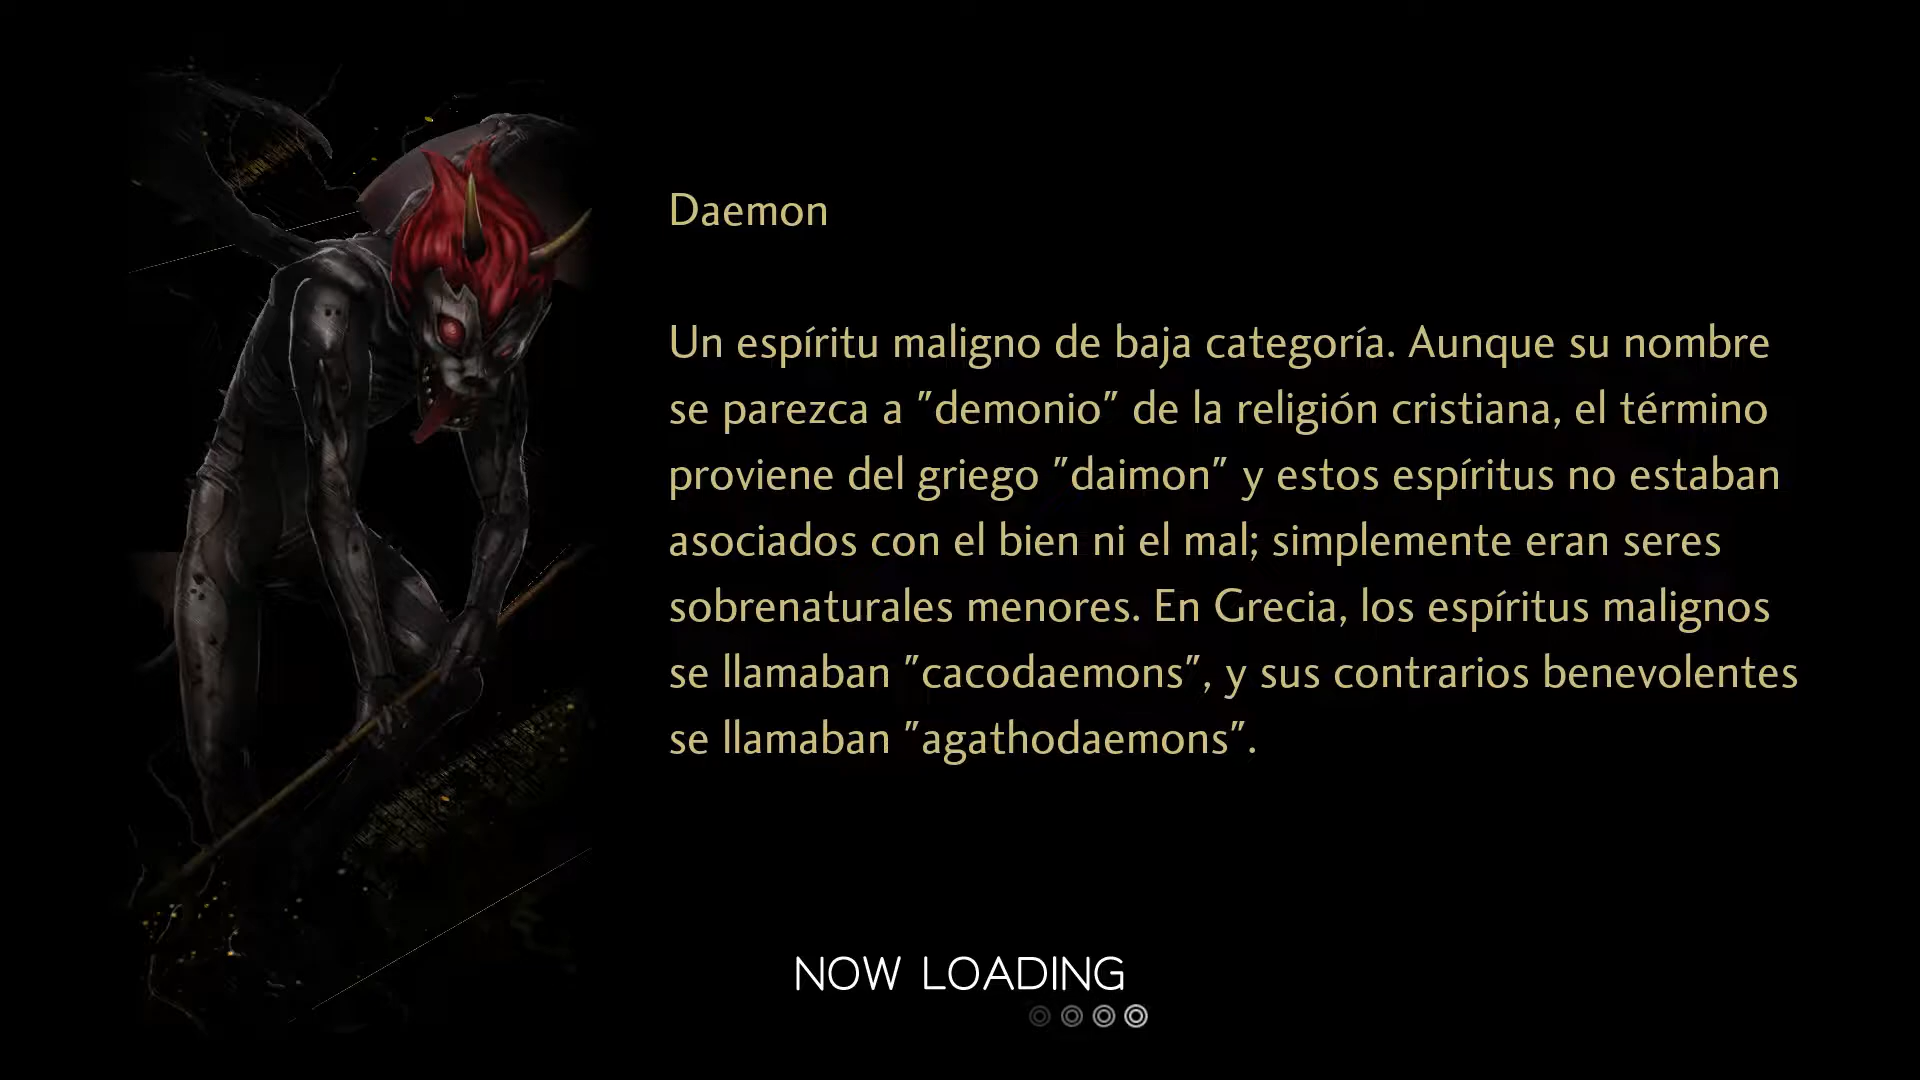 Daemon
Un espíritu maligno de baja categoría. Aunque su nombre
se parezca a "demonio" de la religión cristiana, el término
proviene del griego "daimon" y estos espíritus no estaban
asociados con el bien ni el mal; simplemente eran seres
sobrenaturales menores. En Grecia, los espíritus malignos
se llamaban "cacodaemons", y sus contrarios benevolentes
se llamaban "agathodaemons".
NOW LOADING